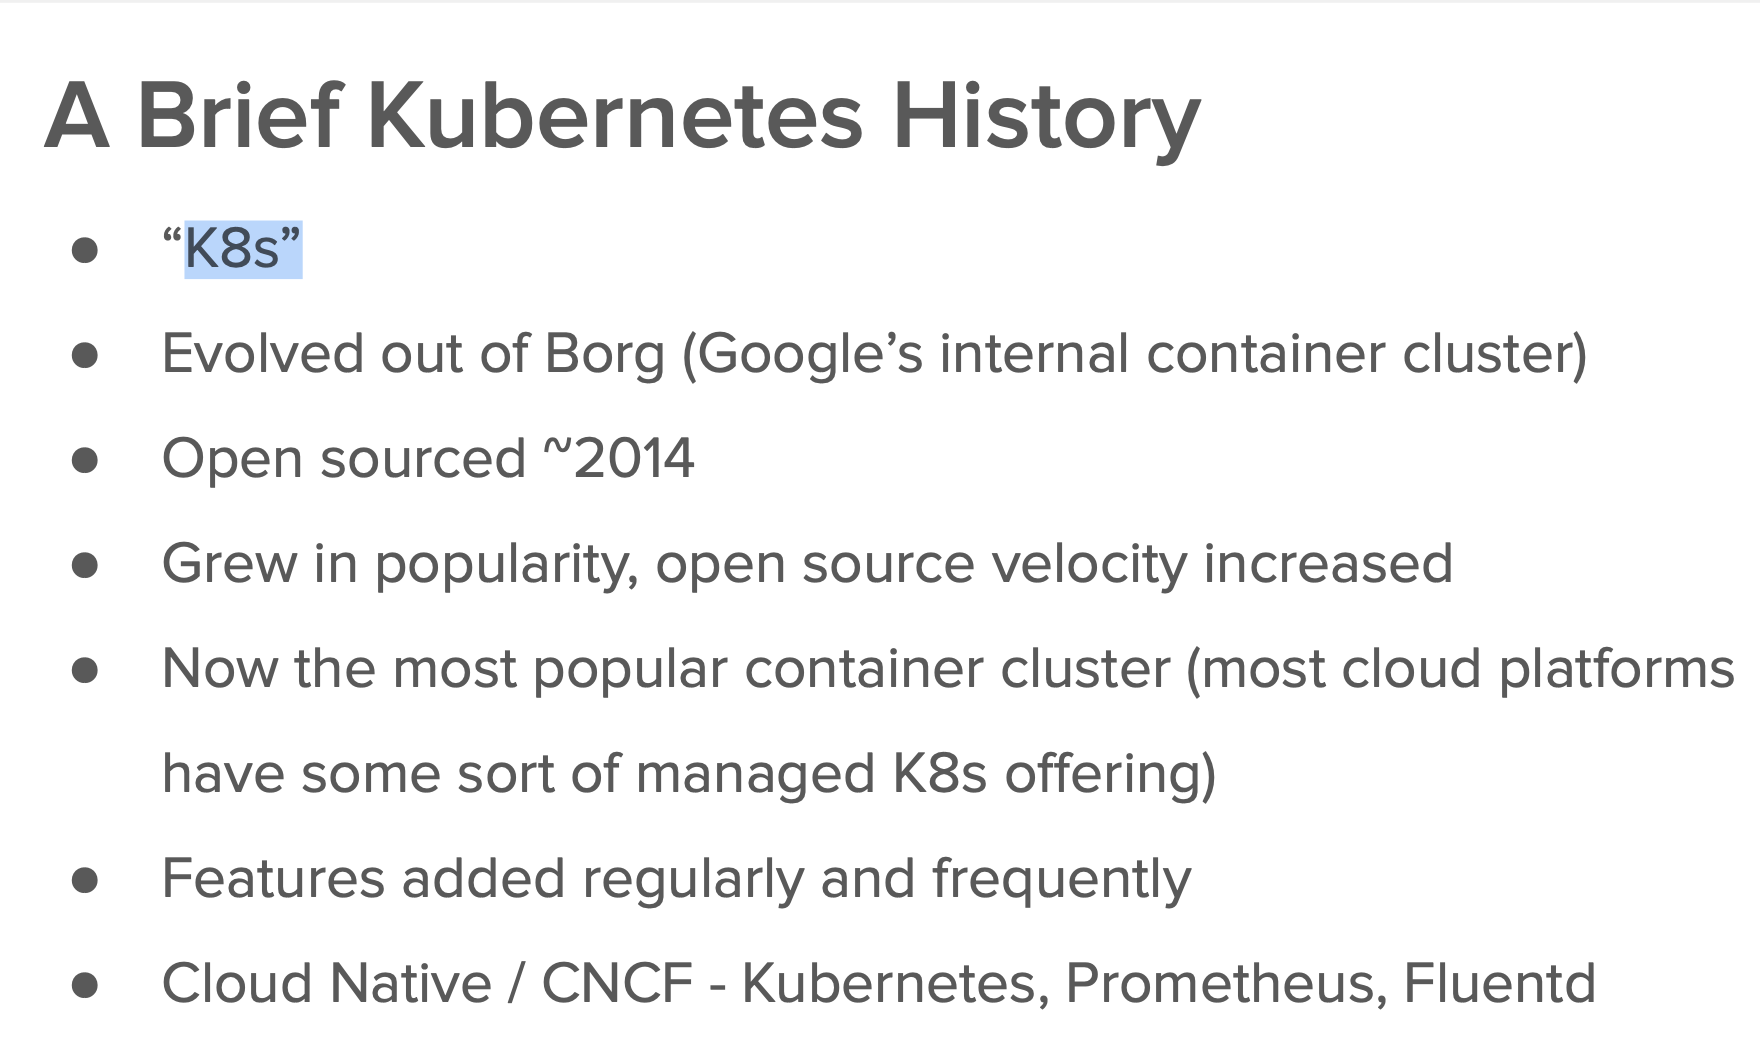 A Brief Kubernetes History
● “K8s”
● Evolved out of Borg (Google’s internal container cluster)
● Open sourced ~2014
● Grew in popularity, open source velocity increased
● Now the most popular container cluster (most cloud platforms
have some sort of managed K8s offering)
● Features added regularly and frequently
● Cloud Native / CNCF - Kubernetes, Prometheus, Fluentd